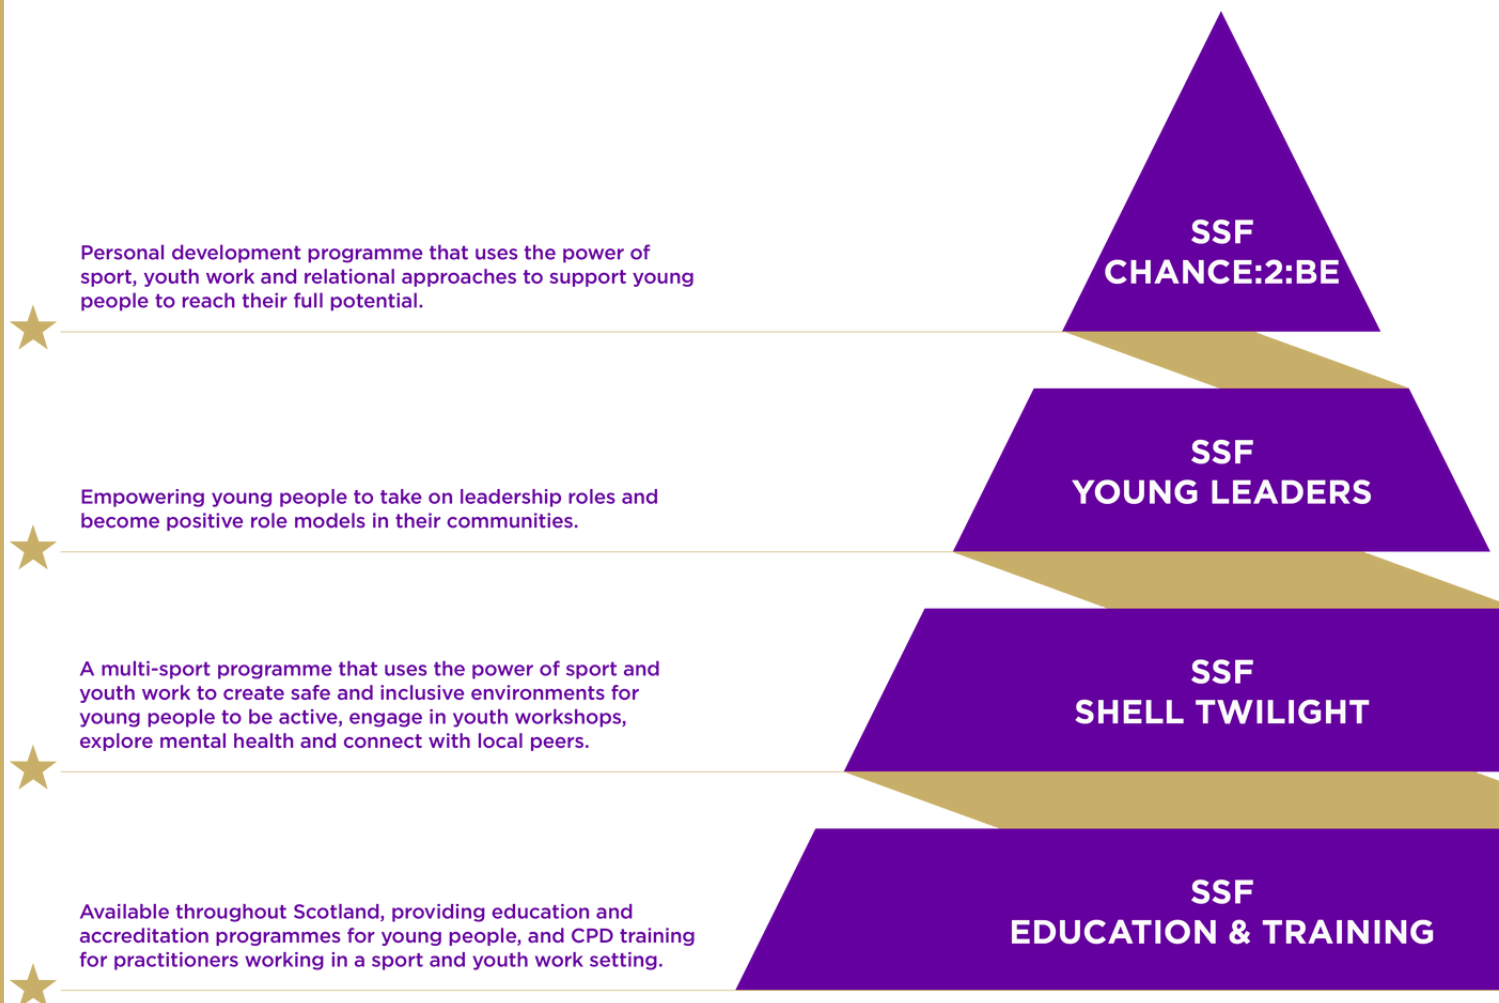 Personal development programme that uses the power of
sport, youth work and relational approaches to support young
people to reach their full potential.
SSF
CHANCE:2:BE
Empowering young people to take on leadership roles and
become positive role models in their communities.
SSF
YOUNG LEADERS
A multi-sport programme that uses the power of sport and
youth work to create safe and inclusive environments for
young people to be active, engage in youth workshops,
explore mental health and connect with local peers.
SSF
SHELL TWILIGHT
Available throughout Scotland, providing education and
accreditation programmes for young people, and CPD training
for practitioners working in a sport and youth work setting.
SSF
EDUCATION & TRAINING